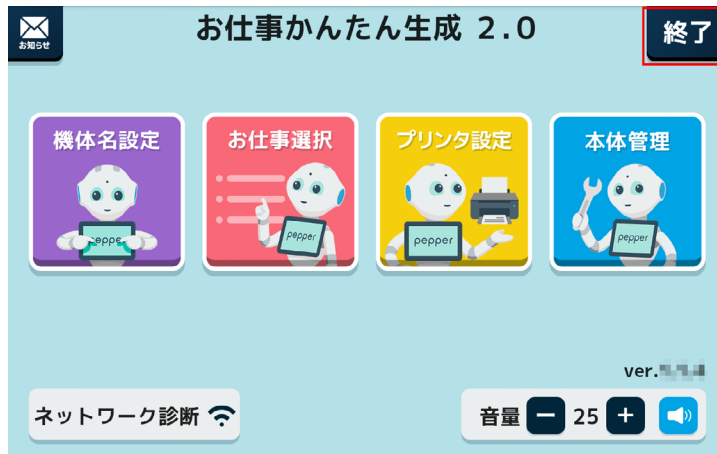 お知らせ
お仕事かんたん生成 2.0
終了
機体名設定
お仕事選択
プリンタ設定
本体管理
pepper
pepper
pepper
ver.
ネットワーク診断
音量 − 25 +